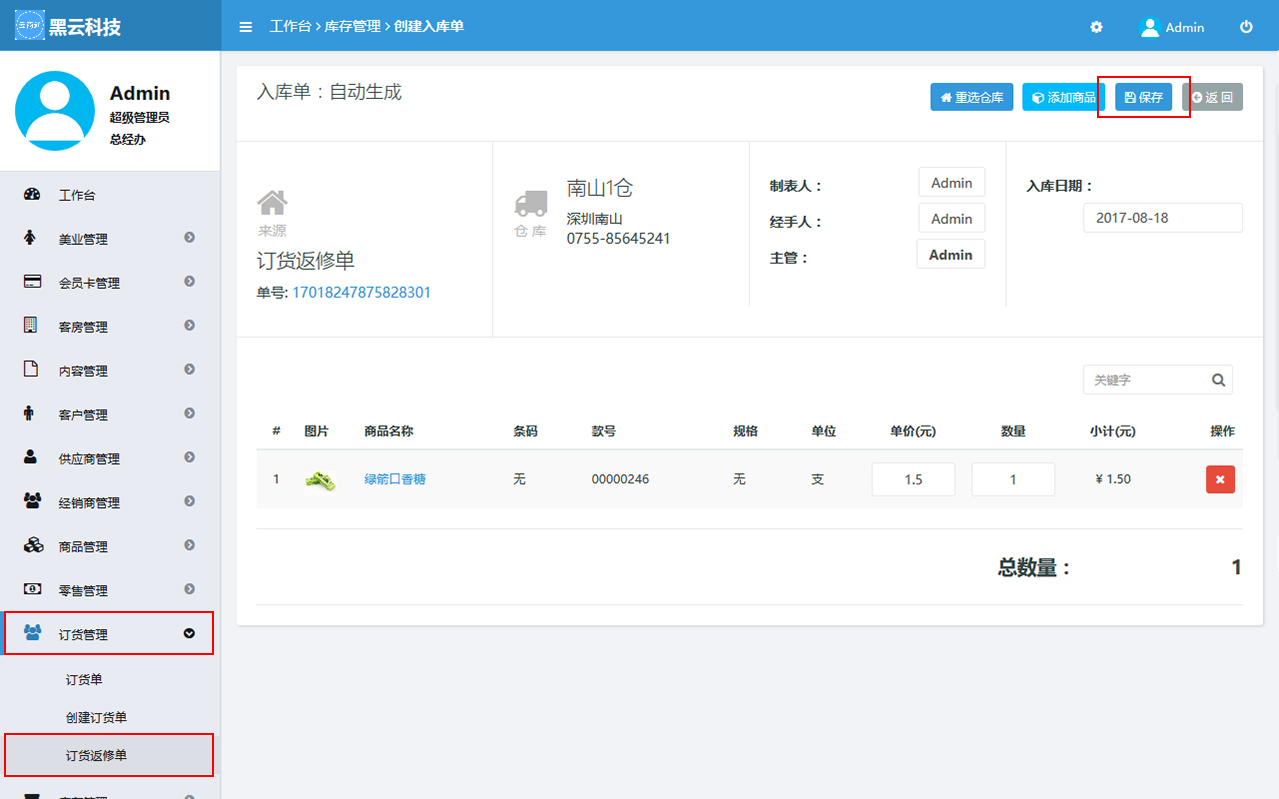 黑云科技
工作台 › 库存管理 › 创建入库单
Admin
Admin
超级管理员
总经办
工作台
美业管理
会员卡管理
客房管理
内容管理
客户管理
供应商管理
经销商管理
商品管理
零售管理
订货管理
订货单
创建订货单
订货返修单
入库单：自动生成
重选仓库
添加商品
保存
返 回
来源
订货返修单
单号: 17018247875828301
仓 库
南山1仓
深圳南山
0755-85645241
制表人： Admin
经手人： Admin
主管： Admin
入库日期：
2017-08-18
关键字
# 图片 商品名称 条码 款号 规格 单位 单价(元) 数量 小计(元) 操作
1 绿箭口香糖 无 00000246 无 支 1.5 1 ¥ 1.50
总数量： 1